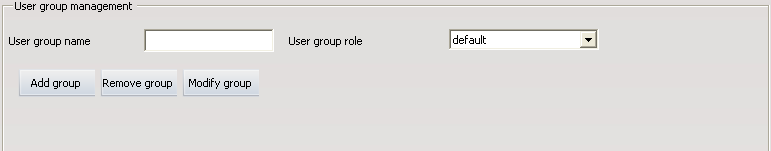 User group management
User group name User group role default
Add group Remove group Modify group